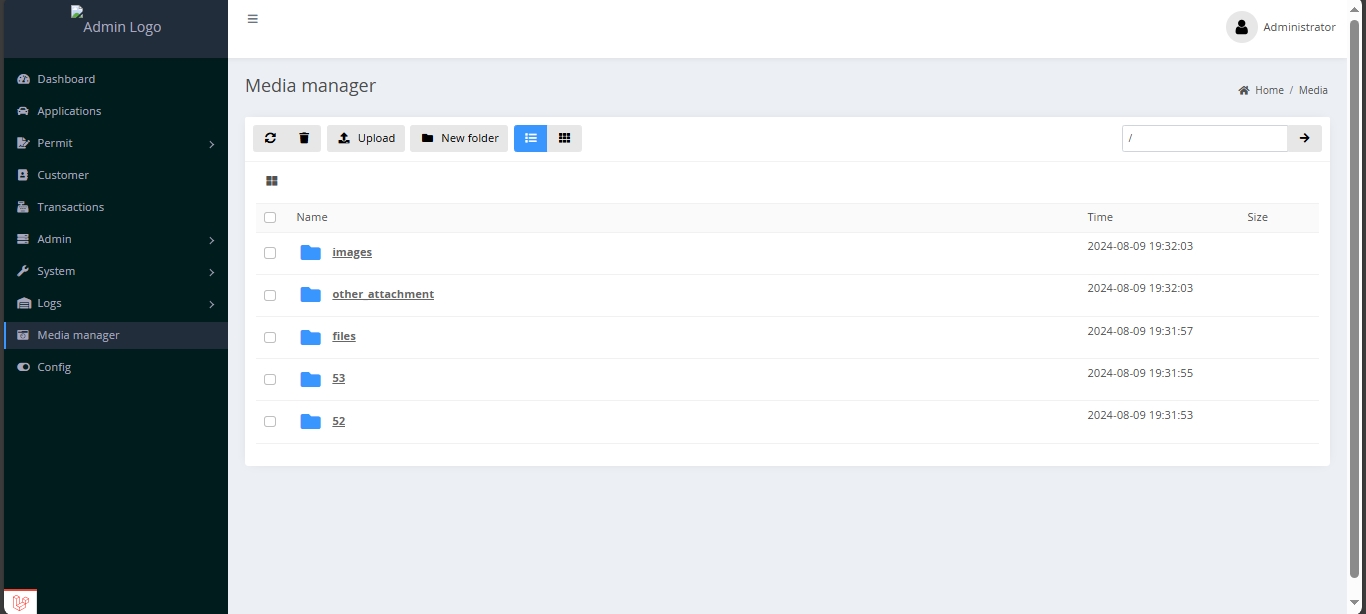 Admin Logo
Administrator
Dashboard
Applications
Permit
Customer
Transactions
Admin
System
Logs
Media manager
Config
Media manager
Home / Media
Upload
New folder
/
Name Time Size
images 2024-08-09 19:32:03
other_attachment 2024-08-09 19:32:03
files 2024-08-09 19:31:57
53 2024-08-09 19:31:55
52 2024-08-09 19:31:53